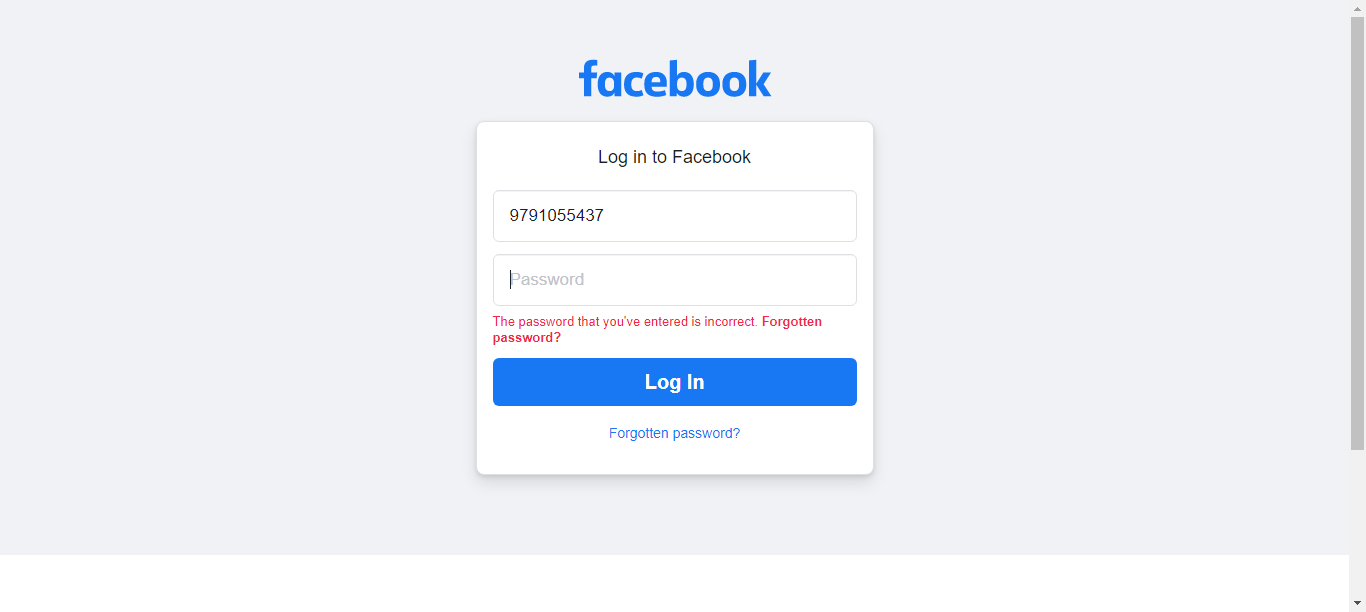 facebook
Log in to Facebook
9791055437
Password
The password that you've entered is incorrect. Forgotten
password?
Log In
Forgotten password?